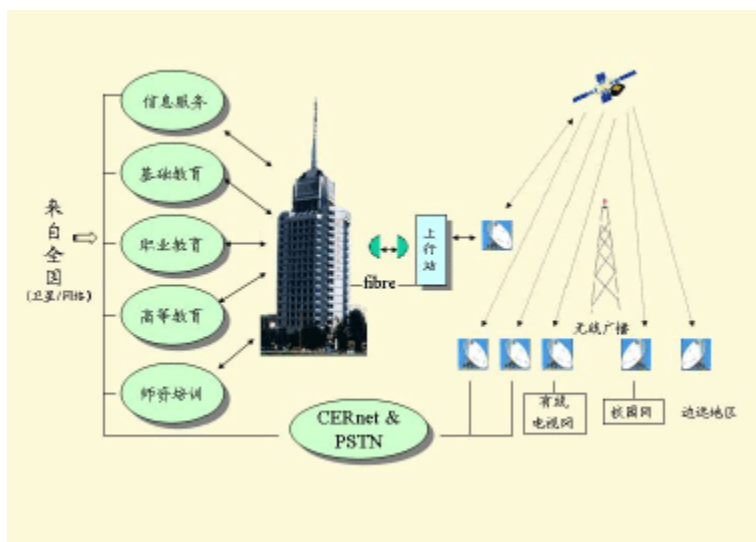 信息服务
基础教育
职业教育
高等教育
师资培训
来自全国
(卫星/网络)
fibre
上行站
无线广播
CERnet &
PSTN
有线
电视网
校园网
边远地区